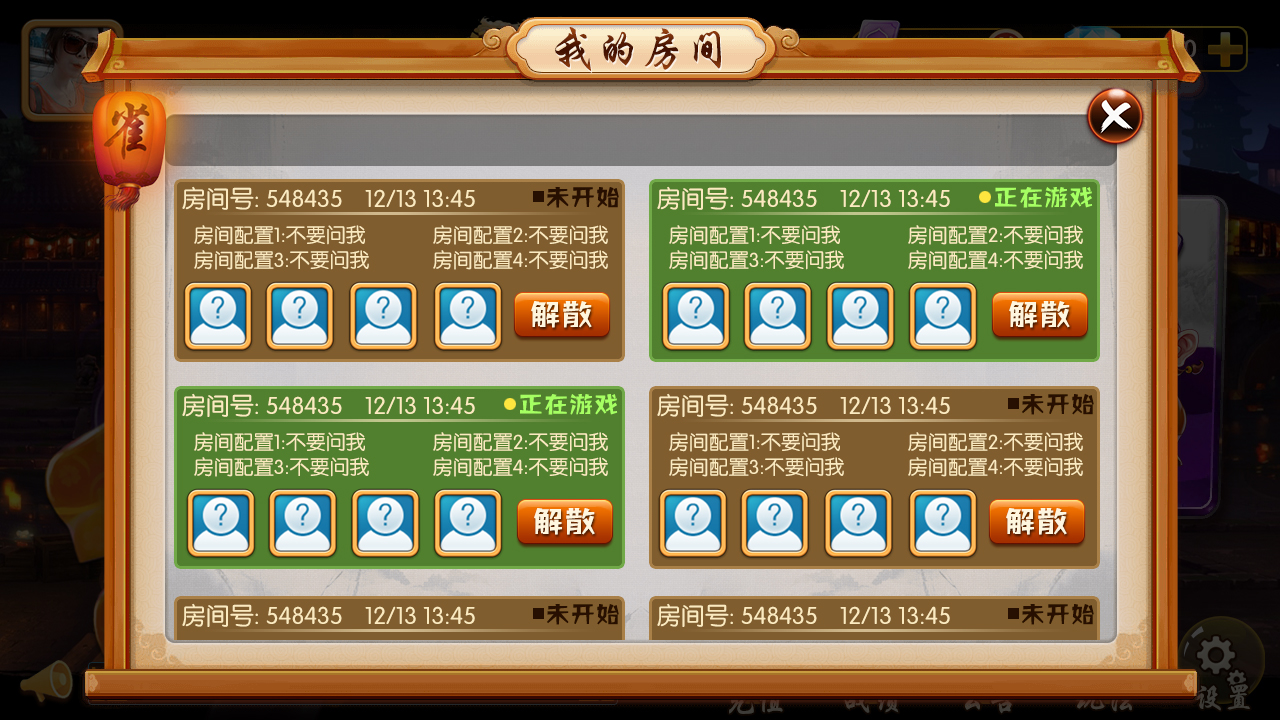 我的房间
雀
0
房间号: 548435 12/13 13:45 未开始
房间配置1:不要问我 房间配置2:不要问我
房间配置3:不要问我 房间配置4:不要问我
? ? ? ? 解散
房间号: 548435 12/13 13:45 正在游戏
房间配置1:不要问我 房间配置2:不要问我
房间配置3:不要问我 房间配置4:不要问我
? ? ? ? 解散
房间号: 548435 12/13 13:45 正在游戏
房间配置1:不要问我 房间配置2:不要问我
房间配置3:不要问我 房间配置4:不要问我
? ? ? ? 解散
房间号: 548435 12/13 13:45 未开始
房间配置1:不要问我 房间配置2:不要问我
房间配置3:不要问我 房间配置4:不要问我
? ? ? ? 解散
房间号: 548435 12/13 13:45 未开始
房间号: 548435 12/13 13:45 未开始
设置